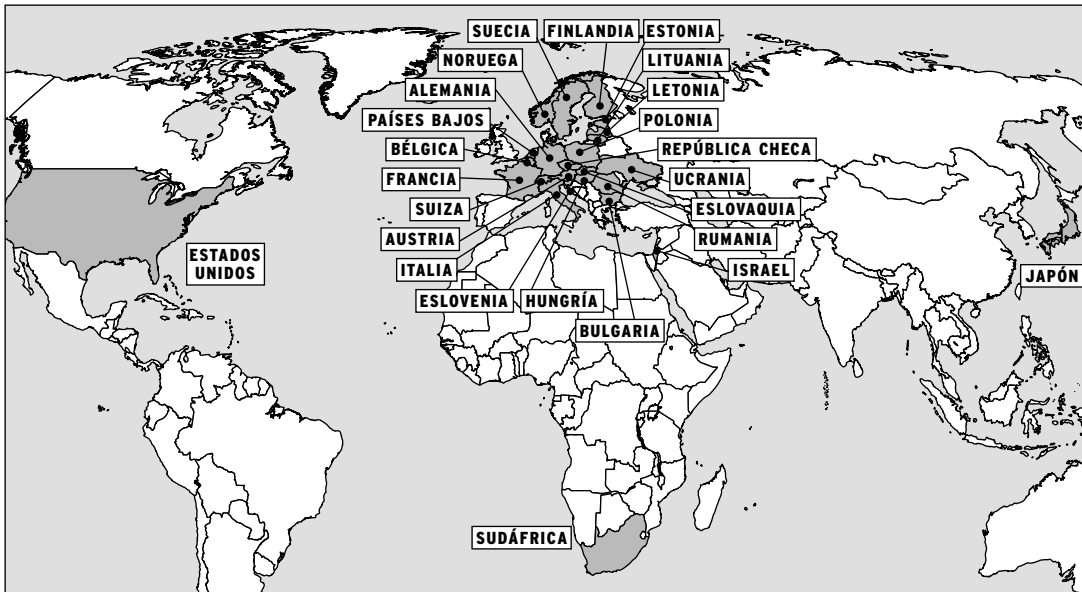 SUECIA
FINLANDIA
ESTONIA
NORUEGA
LITUANIA
ALEMANIA
LETONIA
PAÍSES BAJOS
POLONIA
BÉLGICA
REPÚBLICA CHECA
FRANCIA
UCRANIA
SUIZA
ESLOVAQUIA
AUSTRIA
RUMANIA
ESTADOS
UNIDOS
ITALIA
ISRAEL
JAPÓN
ESLOVENIA
HUNGRÍA
BULGARIA
SUDÁFRICA